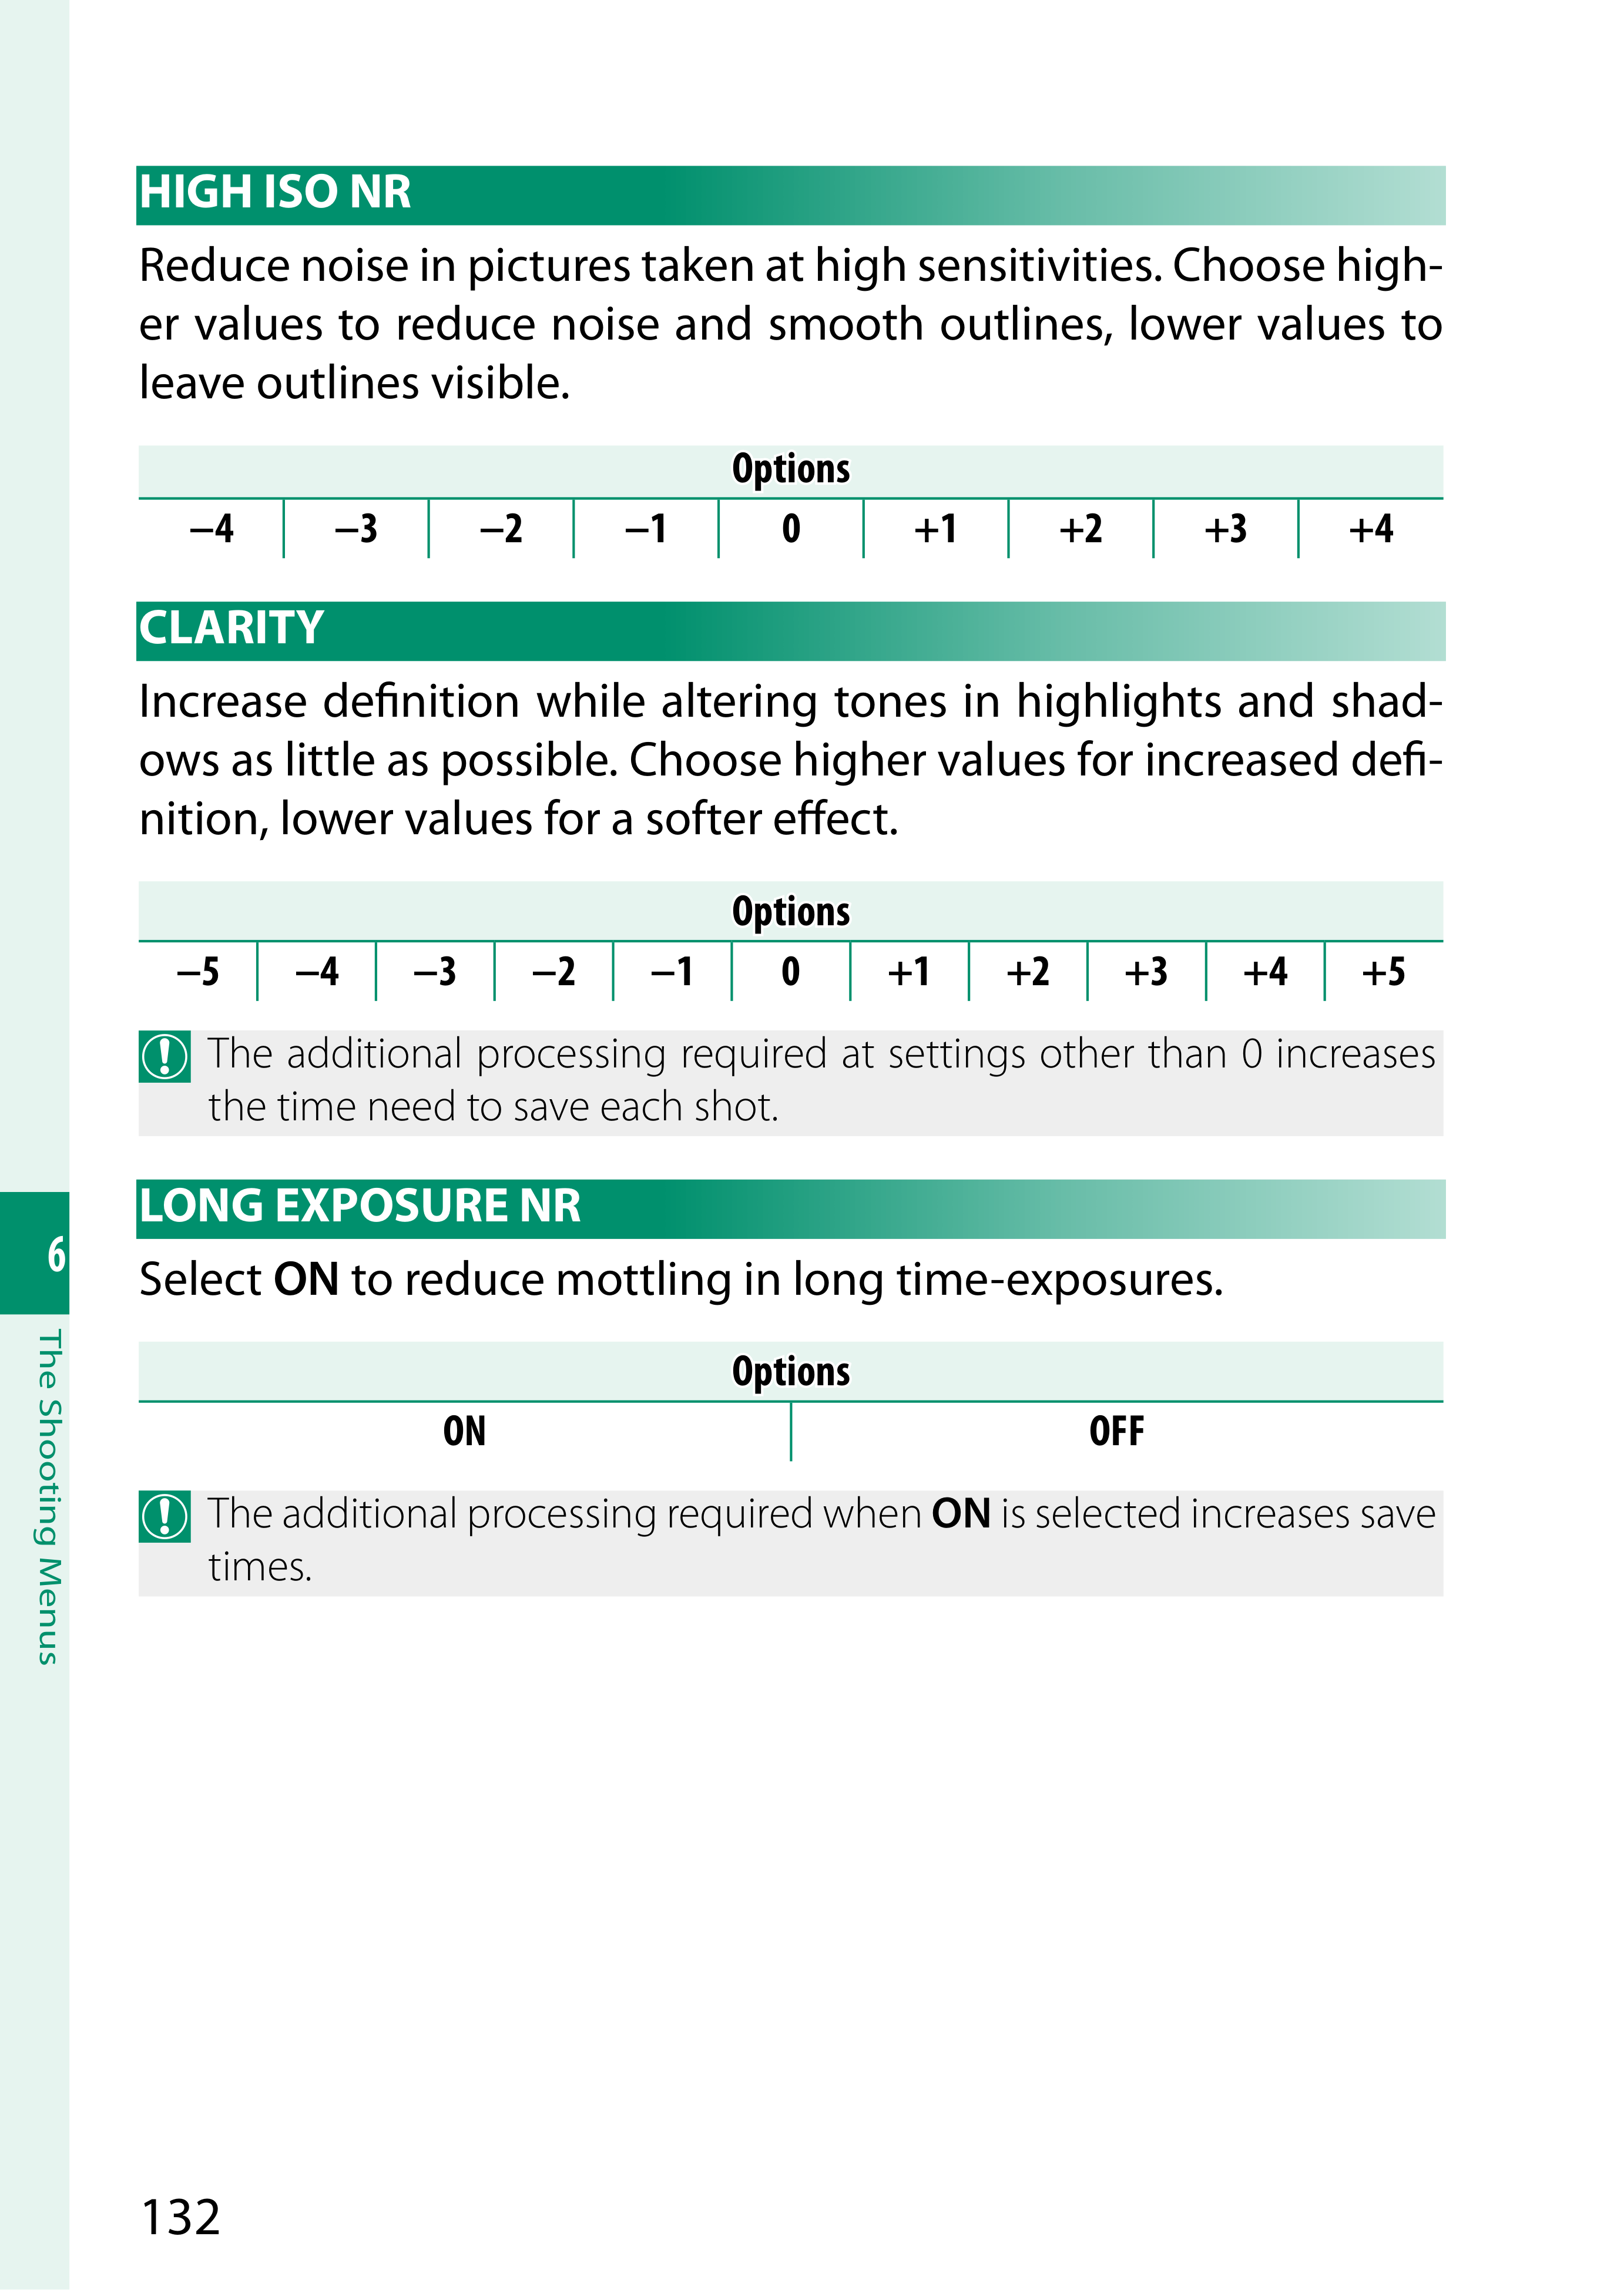 HIGH ISO NR
Reduce noise in pictures taken at high sensitivities. Choose high-
er values to reduce noise and smooth outlines, lower values to
leave outlines visible.
Options
−4 −3 −2 −1 0 +1 +2 +3 +4
CLARITY
Increase definition while altering tones in highlights and shad-
ows as little as possible. Choose higher values for increased defi-
nition, lower values for a softer effect.
Options
−5 −4 −3 −2 −1 0 +1 +2 +3 +4 +5
The additional processing required at settings other than 0 increases
the time need to save each shot.
LONG EXPOSURE NR
Select ON to reduce mottling in long time-exposures.
Options
ON OFF
The additional processing required when ON is selected increases save
times.
6
The Shooting Menus
132